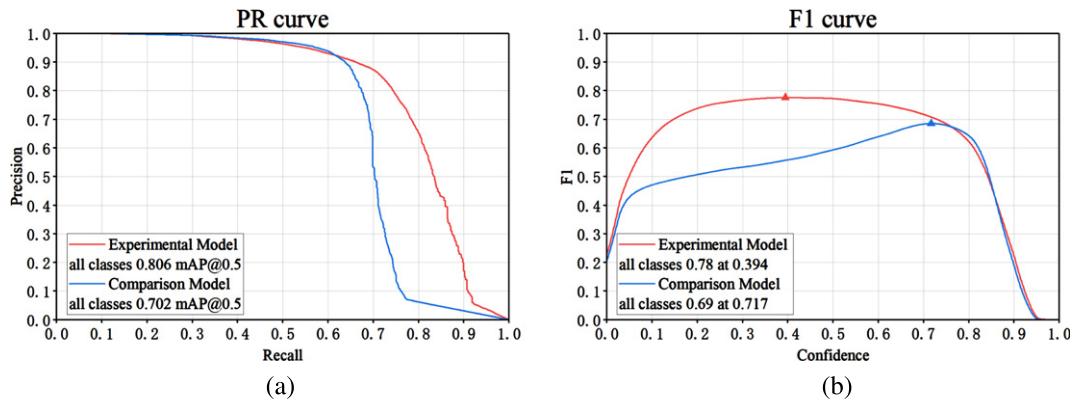 PR curve
1.0
0.9
0.8
0.7
0.6
0.5
0.4
0.3
0.2
0.1
0.0
Precision
Experimental Model
all classes 0.806 mAP@0.5
Comparison Model
all classes 0.702 mAP@0.5
0.0 0.1 0.2 0.3 0.4 0.5 0.6 0.7 0.8 0.9 1.0
Recall
(a)
F1 curve
1.0
0.9
0.8
0.7
0.6
0.5
0.4
0.3
0.2
0.1
0.0
F1
Experimental Model
all classes 0.78 at 0.394
Comparison Model
all classes 0.69 at 0.717
0.0 0.1 0.2 0.3 0.4 0.5 0.6 0.7 0.8 0.9 1.0
Confidence
(b)